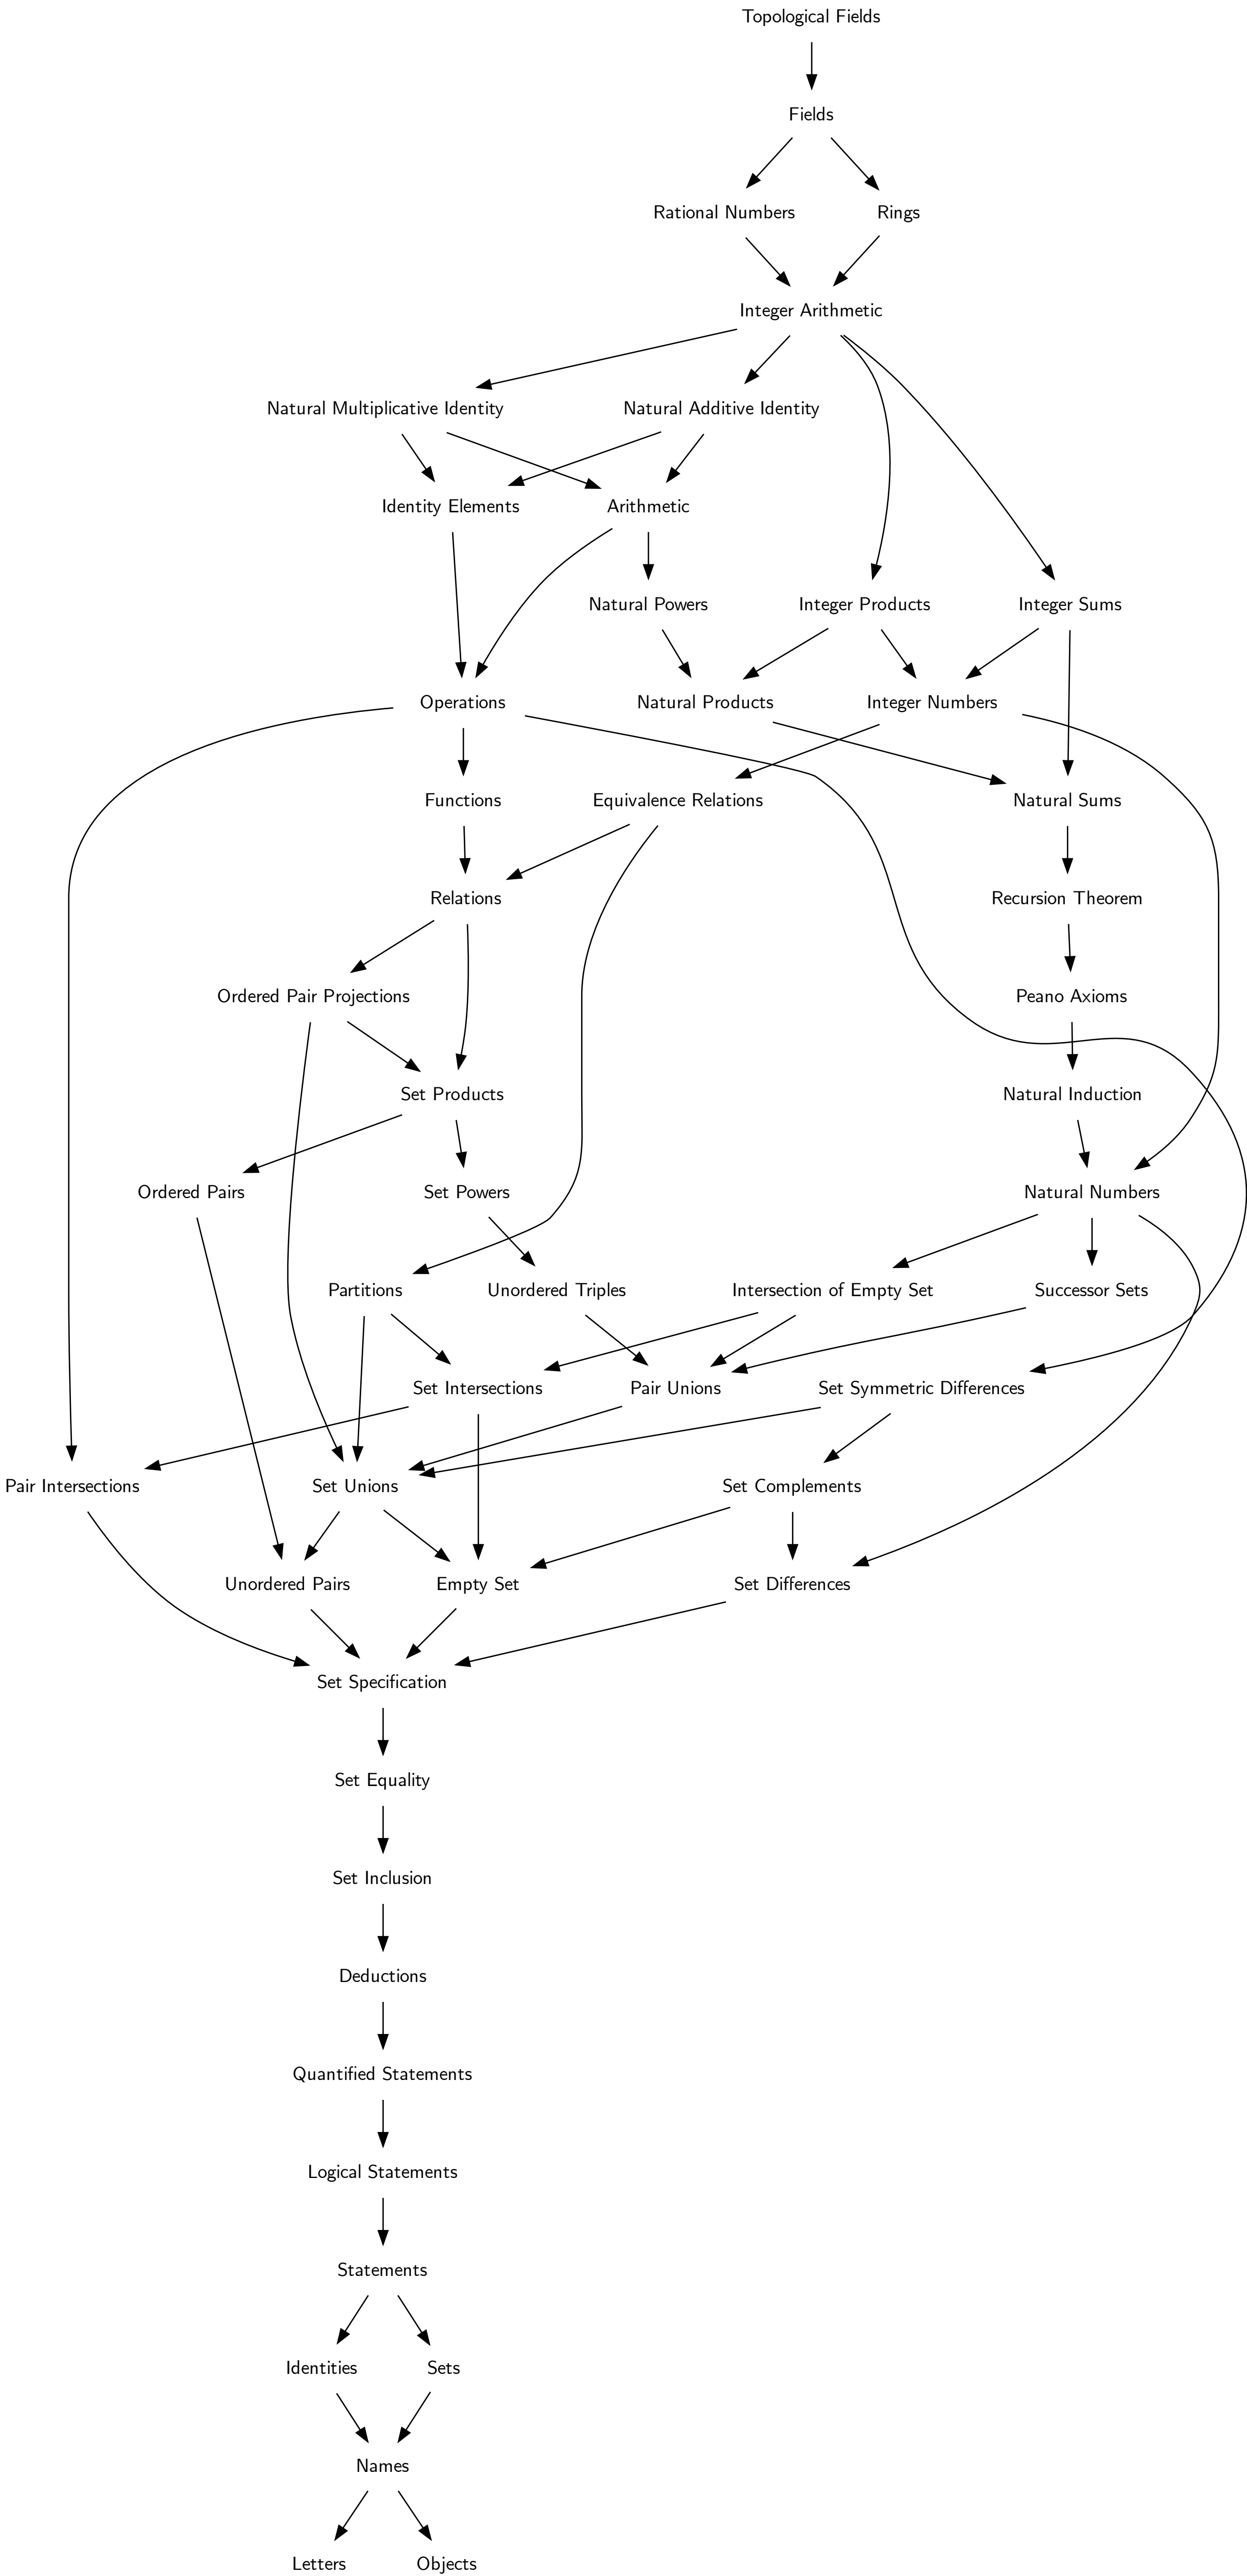 Topological Fields
Fields
Rational Numbers
Rings
Integer Arithmetic
Natural Multiplicative Identity
Natural Additive Identity
Identity Elements
Arithmetic
Natural Powers
Integer Products
Integer Sums
Operations
Natural Products
Integer Numbers
Functions
Equivalence Relations
Natural Sums
Relations
Recursion Theorem
Ordered Pair Projections
Peano Axioms
Set Products
Natural Induction
Ordered Pairs
Set Powers
Natural Numbers
Partitions
Unordered Triples
Intersection of Empty Set
Successor Sets
Set Intersections
Pair Unions
Set Symmetric Differences
Pair Intersections
Set Unions
Set Complements
Unordered Pairs
Empty Set
Set Differences
Set Specification
Set Equality
Set Inclusion
Deductions
Quantified Statements
Logical Statements
Statements
Identities
Sets
Names
Letters
Objects